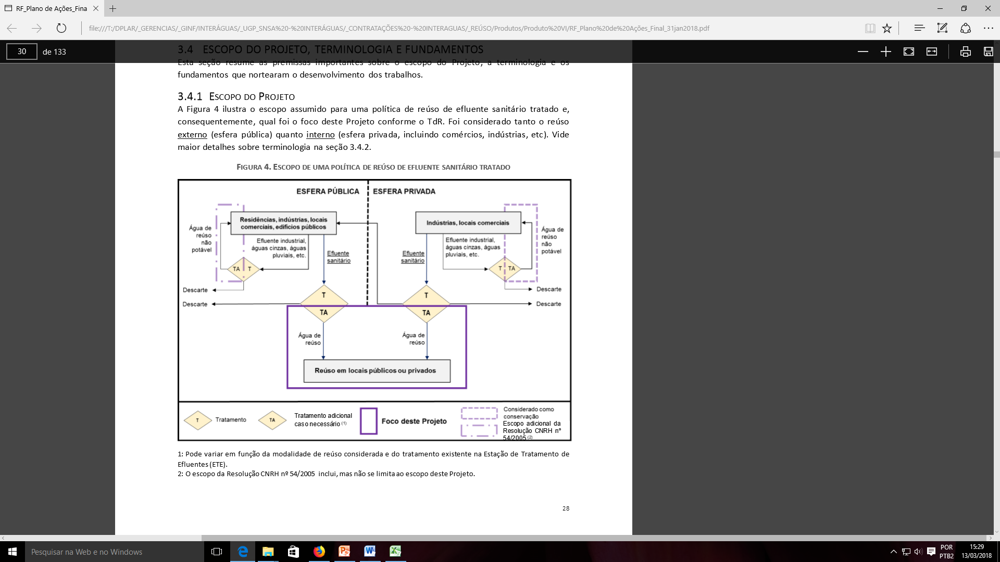 RF_Plano de Ações_Fina
file:///T:/DPLAR/_GERENCIAS/_GINF/INTERÁGUAS/_UGP_SNSA%20-%20INTERÁGUAS/_CONTRATAÇÕES%20-%20INTERAGUAS/_REÚSO/Produtos/Produto%20VI/RF_Plano%20de%20Ações_Final_31jan2018.pdf
30 de 133
3.4 ESCOPO DO PROJETO, TERMINOLOGIA E FUNDAMENTOS
Esta seção resume as premissas importantes sobre o escopo do Projeto, a terminologia e os
fundamentos que nortearam o desenvolvimento dos trabalhos.
3.4.1 ESCOPO DO PROJETO
A Figura 4 ilustra o escopo assumido para uma política de reúso de efluente sanitário tratado e,
consequentemente, qual foi o foco deste Projeto conforme o TdR. Foi considerado tanto o reúso
externo (esfera pública) quanto interno (esfera privada, incluindo comércios, indústrias, etc). Vide
maior detalhes sobre terminologia na seção 3.4.2.
FIGURA 4. ESCOPO DE UMA POLÍTICA DE REÚSO DE EFLUENTE SANITÁRIO TRATADO
ESFERA PÚBLICA
ESFERA PRIVADA
Água de
reúso
não
potável
Residências, indústrias, locais
comerciais, edifícios públicos
Efluente industrial,
águas cinzas, águas
pluviais, etc.
Efluente
sanitário
TA T
Descarte
Descarte
T
TA
Água de
reúso
Indústrias, locais comerciais
Efluente
sanitário
Efluente industrial,
águas cinzas, águas
pluviais, etc.
Água de
reúso
não
potável
T TA
Descarte
Descarte
T
TA
Água de
reúso
Reúso em locais públicos ou privados
T
Tratamento
TA
Tratamento adicional
caso necessário (1)
Foco deste Projeto
Considerado como
conservação
Escopo adicional da
Resolução CNRH nº
54/2005 (2)
1: Pode variar em função da modalidade de reúso considerada e do tratamento existente na Estação de Tratamento de
Efluentes (ETE).
2: O escopo da Resolução CNRH nº 54/2005 inclui, mas não se limita ao escopo deste Projeto.
28
Pesquisar na Web e no Windows
POR
PTB2
15:29
13/03/2018